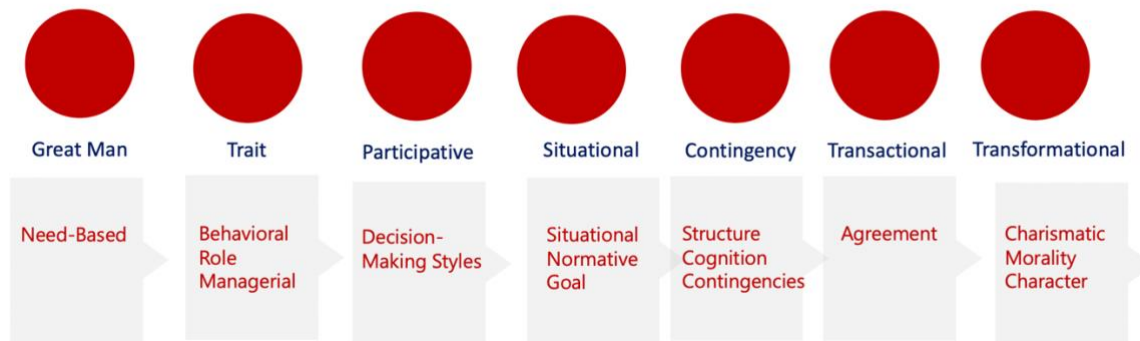 Great Man
Trait
Participative
Situational
Contingency
Transactional
Transformational
Need-Based
Behavioral
Role
Managerial
Decision-
Making Styles
Situational
Normative
Goal
Structure
Cognition
Contingencies
Agreement
Charismatic
Morality
Character